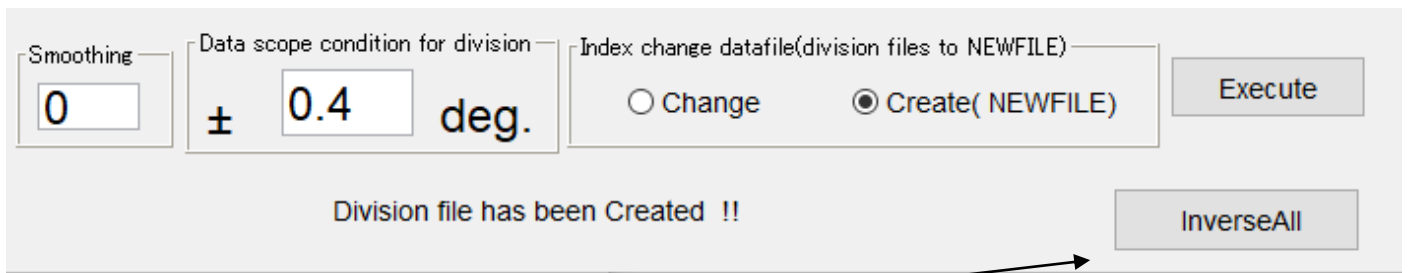 Smoothing
0
Data scope condition for division
± 0.4 deg.
Index change datafile(division files to NEWFILE)
Change Create( NEWFILE)
Execute
Division file has been Created !!
InverseAll